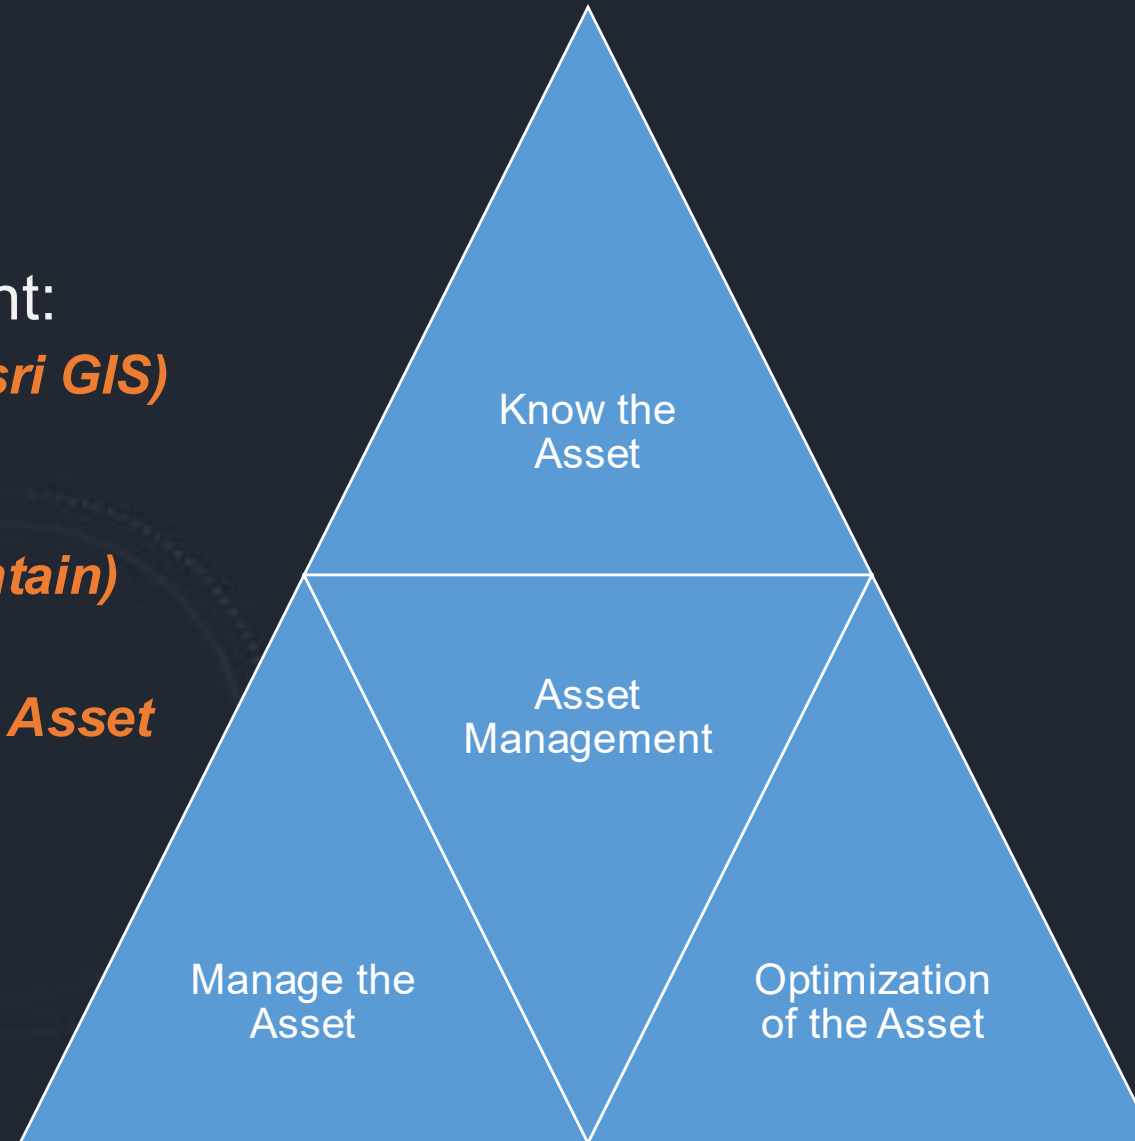 nt:
sri GIS)
ntain)
Asset
Know the
Asset
Asset
Management
Manage the
Asset
Optimization
of the Asset